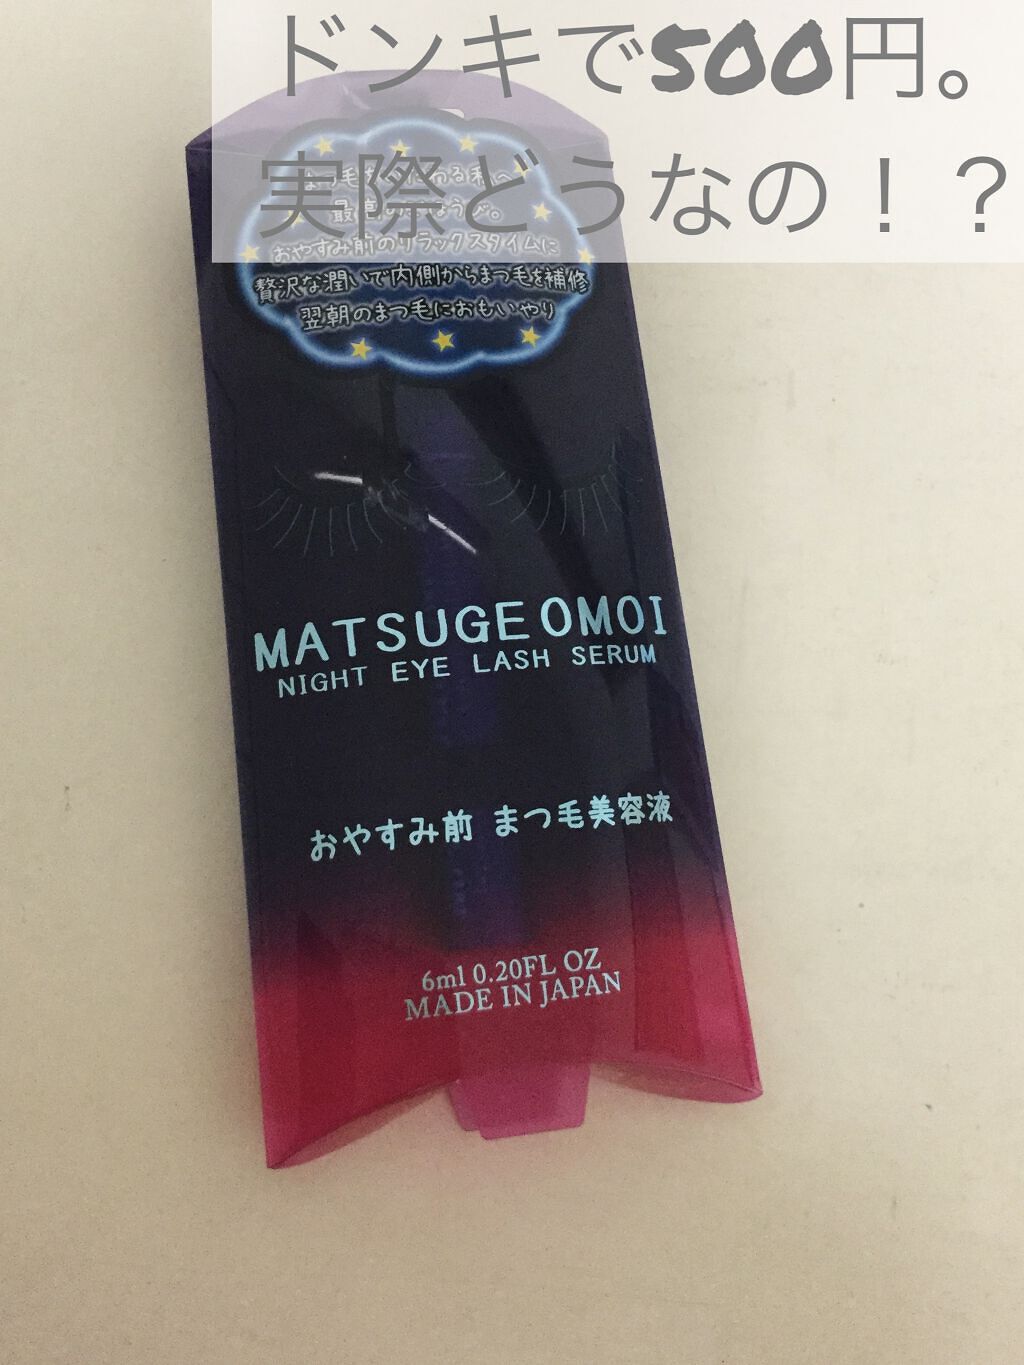 ドンキで500円。
実際どうなの！？
おやすみ前のリラックスタイムに
贅沢な潤いで内側からまつ毛を補修
翌朝のまつ毛におもいやり
MATSUGE OMOI
NIGHT EYE LASH SERUM
おやすみ前 まつ毛美容液
6ml 0.20FL OZ
MADE IN JAPAN